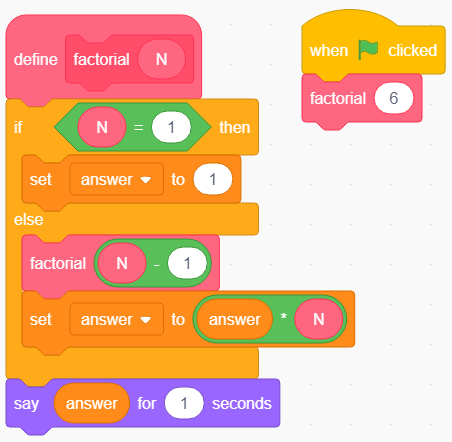 define factorial N
if N = 1 then
set answer to 1
else
factorial N - 1
set answer to answer * N
say answer for 1 seconds
when clicked
factorial 6